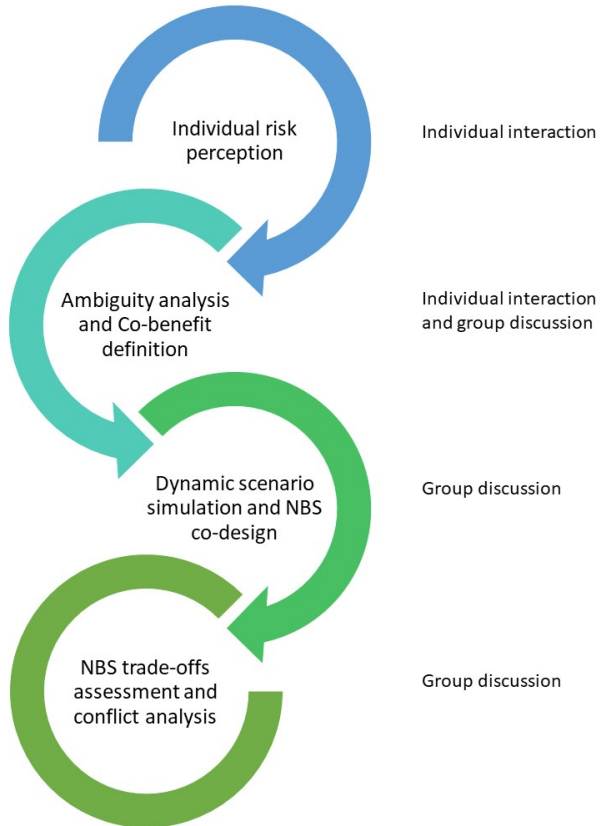 Individual risk
perception
Individual interaction
Ambiguity analysis
and Co-benefit
definition
Individual interaction
and group discussion
Dynamic scenario
simulation and NBS
co-design
Group discussion
NBS trade-offs
assessment and
conflict analysis
Group discussion